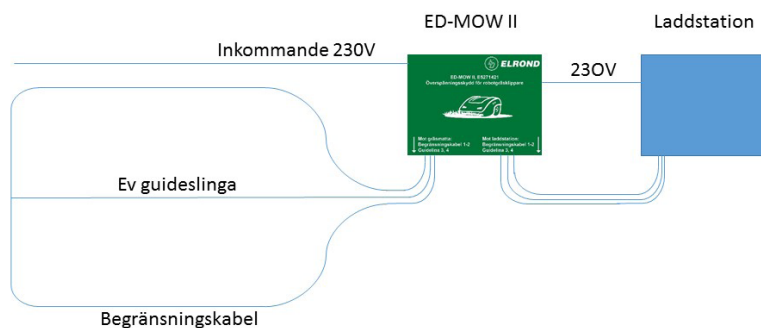 ED-MOW II
Laddstation
Inkommande 230V
23OV
ELROND
ED-MOW II, E5271421
Överspänningsskydd för robotgräsklippare
Mot gräsmatta:
Begränsningskabel 1-2
Guidelina 3, 4
Mot laddstation:
Begränsningskabel 1-2
Guidelina 3, 4
Ev guideslinga
Begränsningskabel